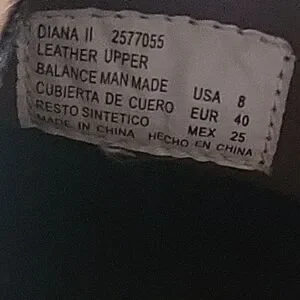 DIANA II 2577055
LEATHER UPPER
BALANCE MAN MADE USA 8
CUBIERTA DE CUERO EUR 40
RESTO SINTETICO MEX 25
MADE IN CHINA HECHO EN CHINA